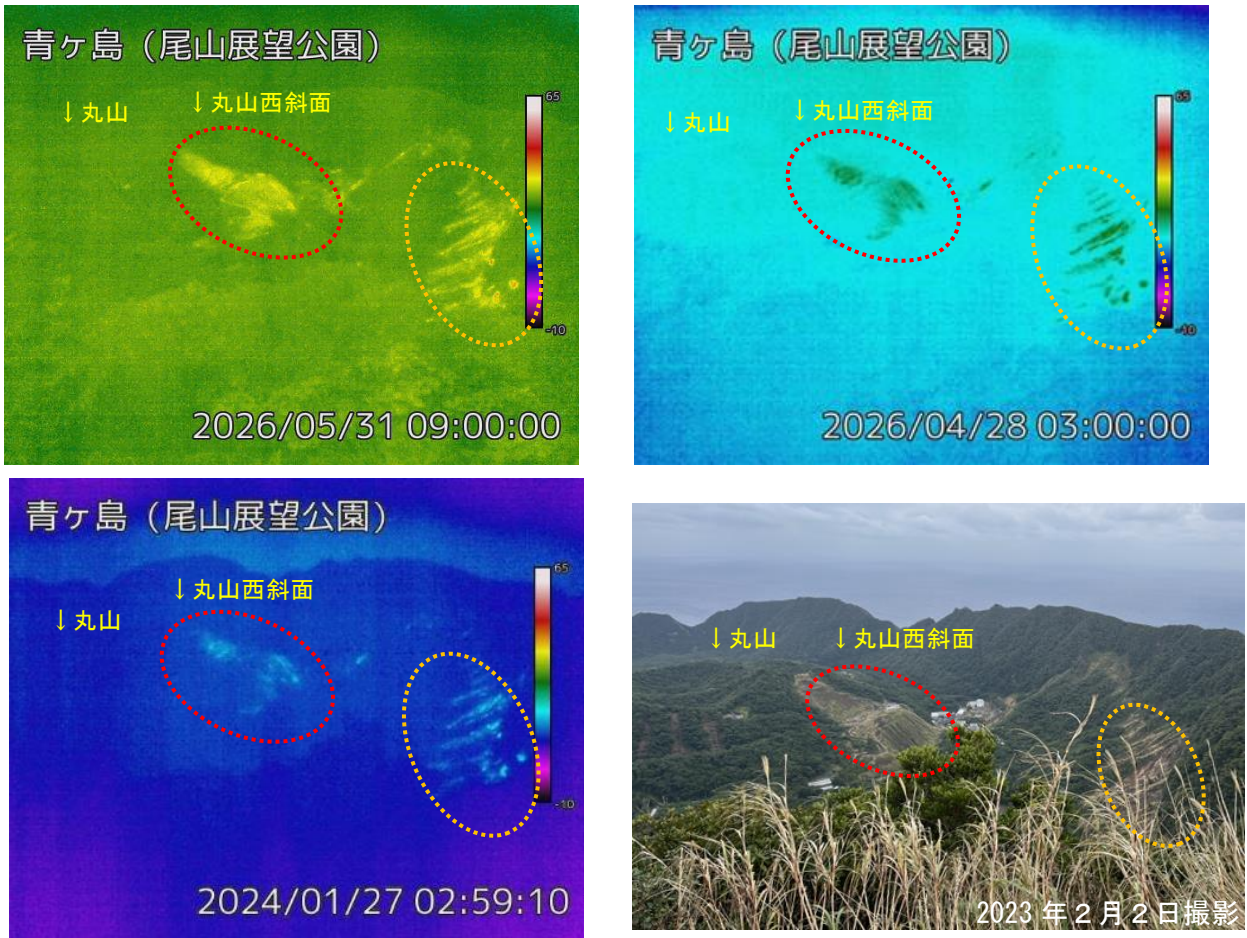 青ヶ島（尾山展望公園）
↓丸山
↓丸山西斜面
65
-10
2026/05/31 09:00:00
青ヶ島（尾山展望公園）
↓丸山
↓丸山西斜面
65
-10
2026/04/28 03:00:00
青ヶ島（尾山展望公園）
↓丸山西斜面
↓丸山
65
-10
2024/01/27 02:59:10
↓丸山
↓丸山西斜面
2023年２月２日撮影